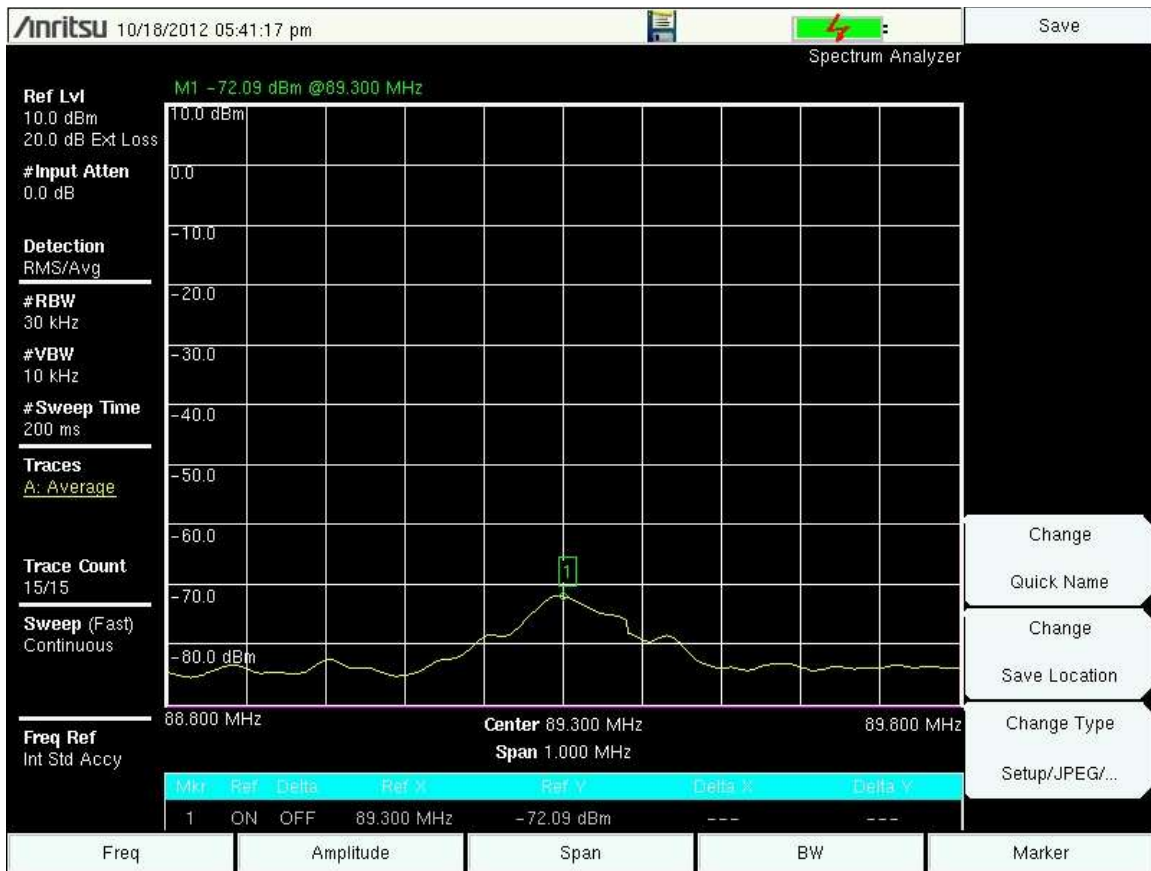 Anritsu 10/18/2012 05:41:17 pm
Save
Spectrum Analyzer
M1 -72.09 dBm @89.300 MHz
Ref Lvl
10.0 dBm
20.0 dB Ext Loss
#Input Atten
0.0 dB
Detection
RMS/Avg
#RBW
30 kHz
#VBW
10 kHz
#Sweep Time
200 ms
Traces
A: Average
Trace Count
15/15
Sweep (Fast)
Continuous
Freq Ref
Int Std Accy
10.0 dBm
0.0
-10.0
-20.0
-30.0
-40.0
-50.0
-60.0
-70.0
-80.0 dBm
1
88.800 MHz
Center 89.300 MHz
89.800 MHz
Span 1.000 MHz
Mkr Ref Delta Ref X Ref Y Delta X Delta Y
1 ON OFF 89.300 MHz -72.09 dBm --- ---
Change
Quick Name
Change
Save Location
Change Type
Setup/JPEG/...
Freq Amplitude Span BW Marker